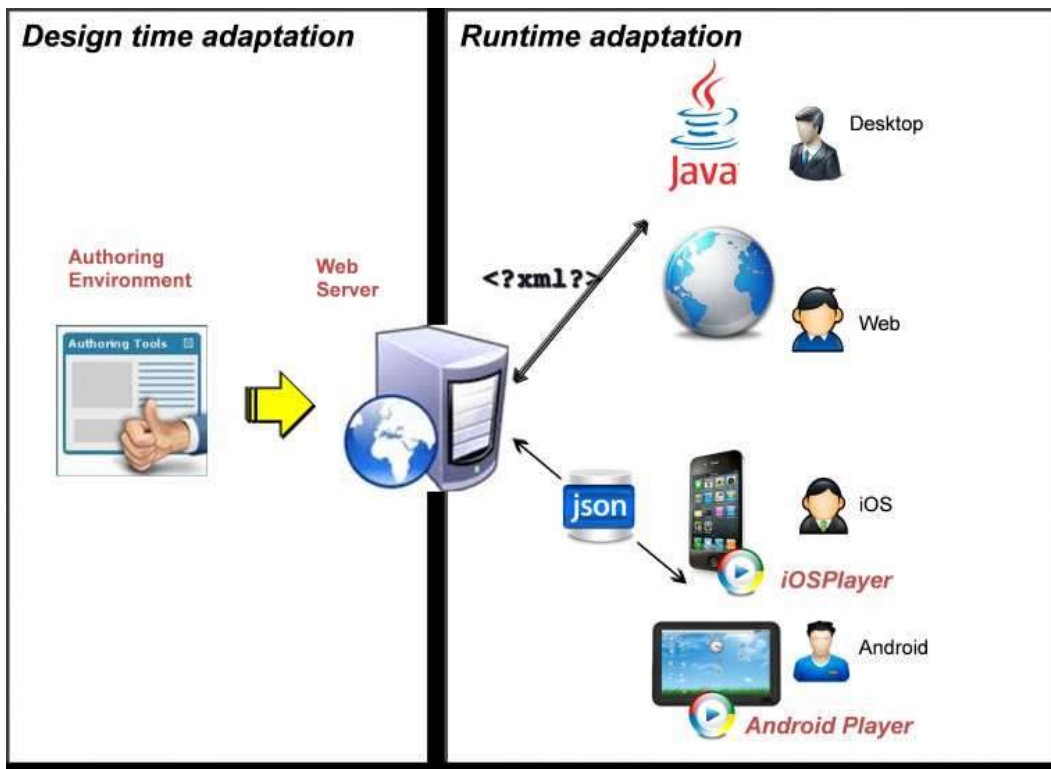 Design time adaptation
Runtime adaptation
Java
Desktop
Authoring
Environment
Web
Server
<?xml?>
Web
Authoring Tools
json
iOS
iOSPlayer
Android
Android Player